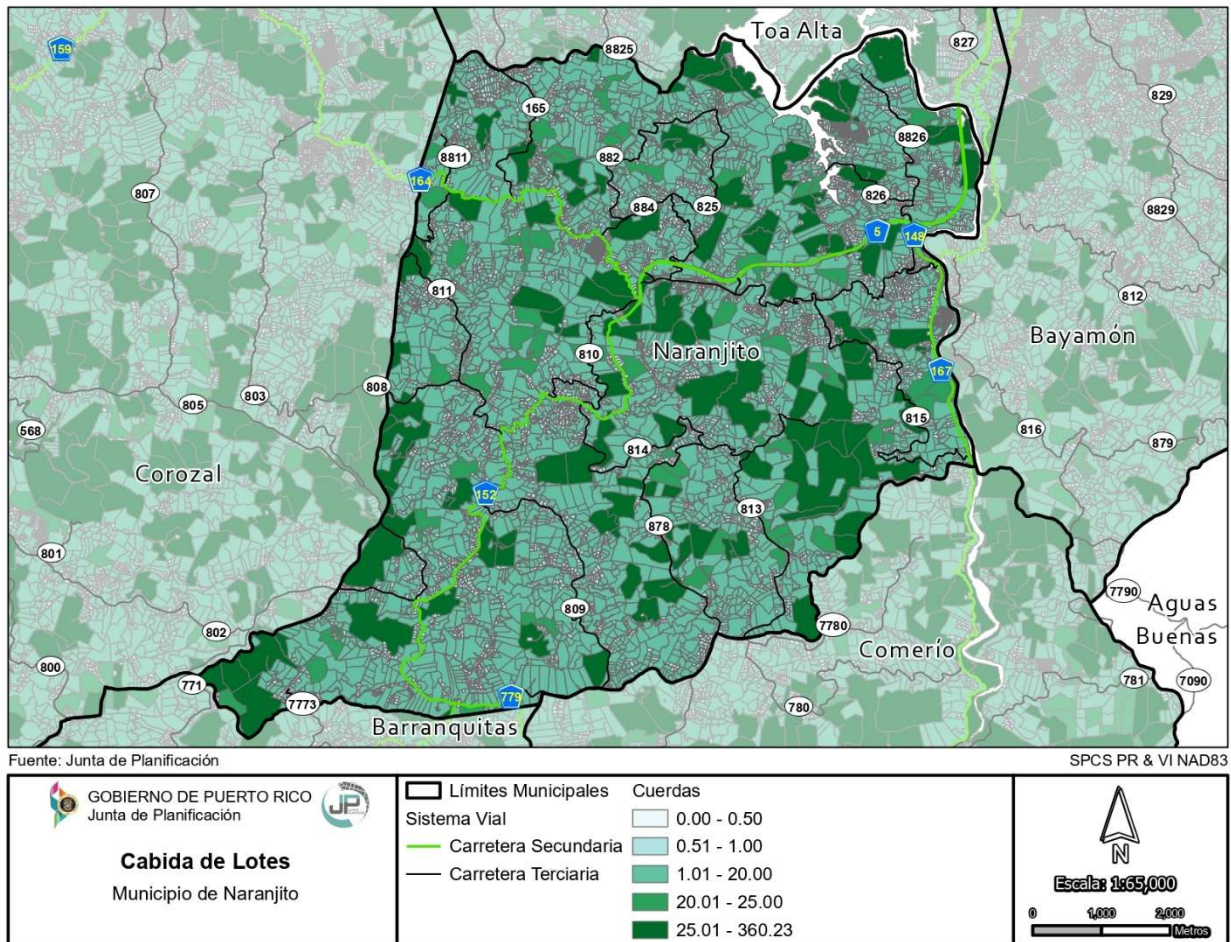 Toa Alta
159
8825
827
829
165
8826
807
8811
882
164
884
825
826
8829
5
148
811
812
810
Naranjito
Bayamón
808
167
803
805
568
815
816
879
814
Corozal
152
878
813
801
7790
Aguas
Buenas
809
7780
802
Comerío
800
771
779
781
7090
7773
780
Barranquitas
Fuente: Junta de Planificación
SPCS PR & VI NAD83
GOBIERNO DE PUERTO RICO
Junta de Planificación
JP
Cabida de Lotes
Municipio de Naranjito
Límites Municipales
Sistema Vial
Carretera Secundaria
Carretera Terciaria
Cuerdas
0.00 - 0.50
0.51 - 1.00
1.01 - 20.00
20.01 - 25.00
25.01 - 360.23
N
Escala: 1:65,000
0 1,000 2,000
Metros